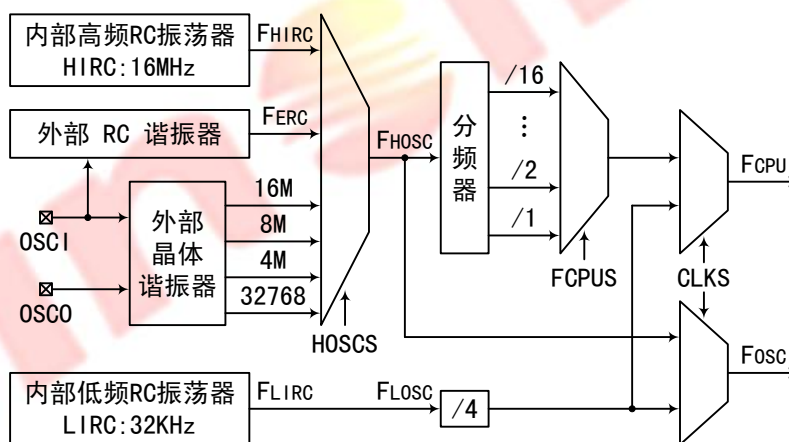 内部高频RC振荡器
HIRC:16MHz
FHIRC
外部 RC 谐振器
FERC
OSCI
OSCO
外部
晶体
谐振器
16M
8M
4M
32768
HOSCS
FHOSC
分
频
器
/16
⋮
/2
/1
FCPUS
CLKS
FCPU
FOSC
内部低频RC振荡器
LIRC:32KHz
FLIRC
FLOSC
/4